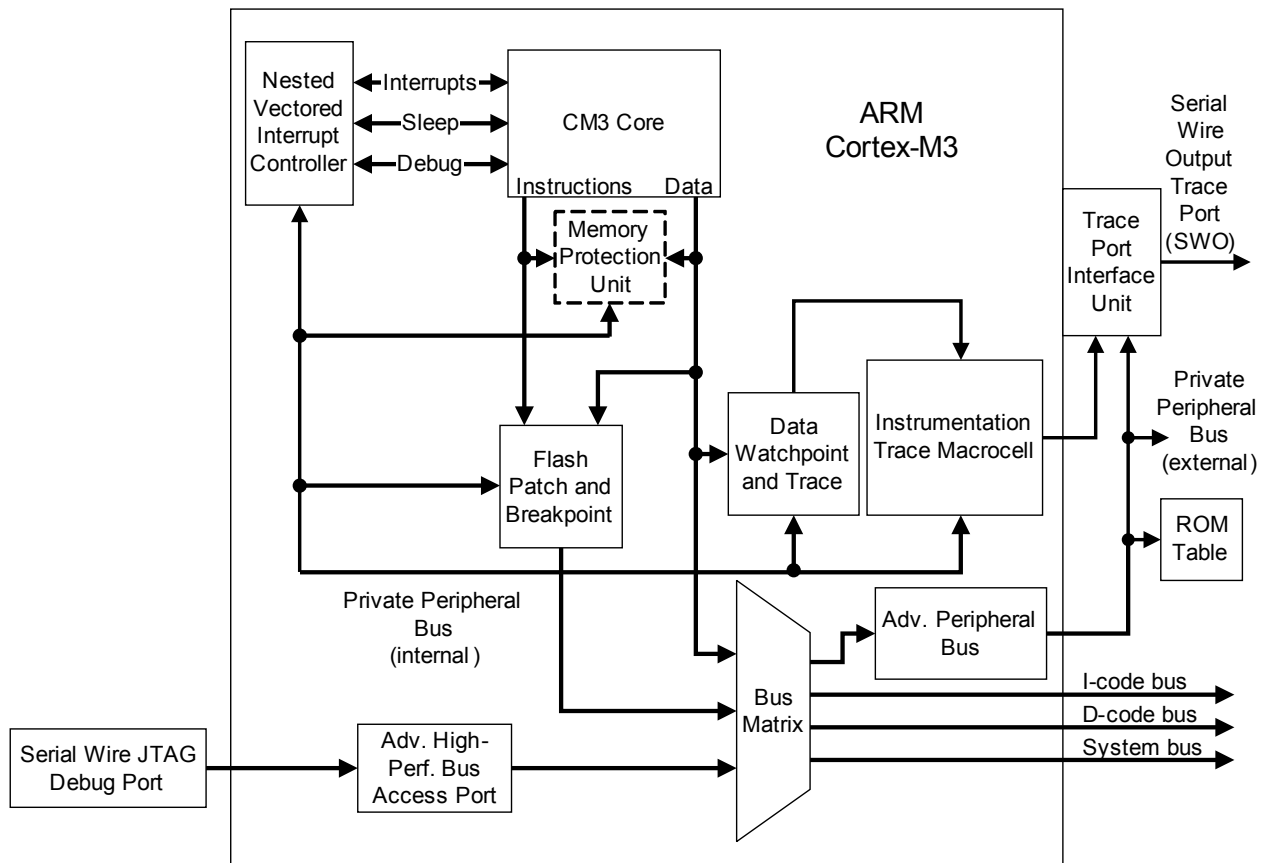 Nested
Vectored
Interrupt
Controller
Interrupts
Sleep
Debug
CM3 Core
Instructions
Data
ARM
Cortex-M3
Memory
Protection
Unit
Serial
Wire
Output
Trace
Port
(SWO)
Trace
Port
Interface
Unit
Flash
Patch and
Breakpoint
Data
Watchpoint
and Trace
Instrumentation
Trace Macrocell
Private
Peripheral
Bus
(external)
ROM
Table
Private Peripheral
Bus
(internal)
Adv. Peripheral
Bus
Bus
Matrix
I-code bus
D-code bus
System bus
Serial Wire JTAG
Debug Port
Adv. High-
Perf. Bus
Access Port